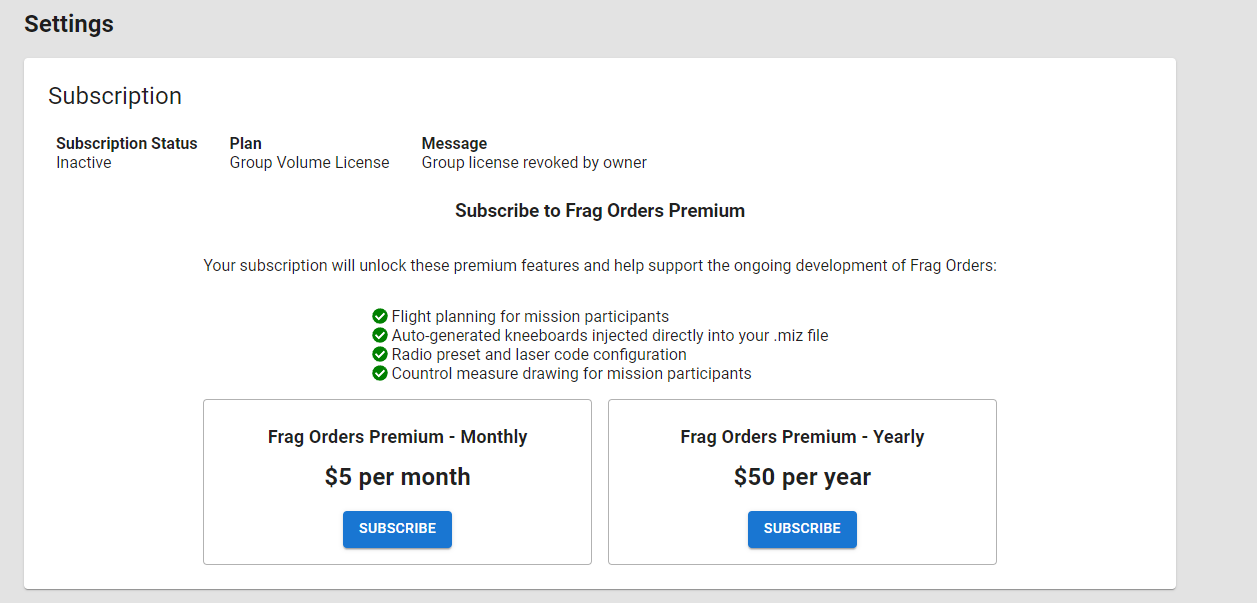 Settings
Subscription
Subscription Status
Inactive
Plan
Group Volume License
Message
Group license revoked by owner
Subscribe to Frag Orders Premium
Your subscription will unlock these premium features and help support the ongoing development of Frag Orders:
Flight planning for mission participants
Auto-generated kneeboards injected directly into your .miz file
Radio preset and laser code configuration
Countrol measure drawing for mission participants
Frag Orders Premium - Monthly
$5 per month
SUBSCRIBE
Frag Orders Premium - Yearly
$50 per year
SUBSCRIBE